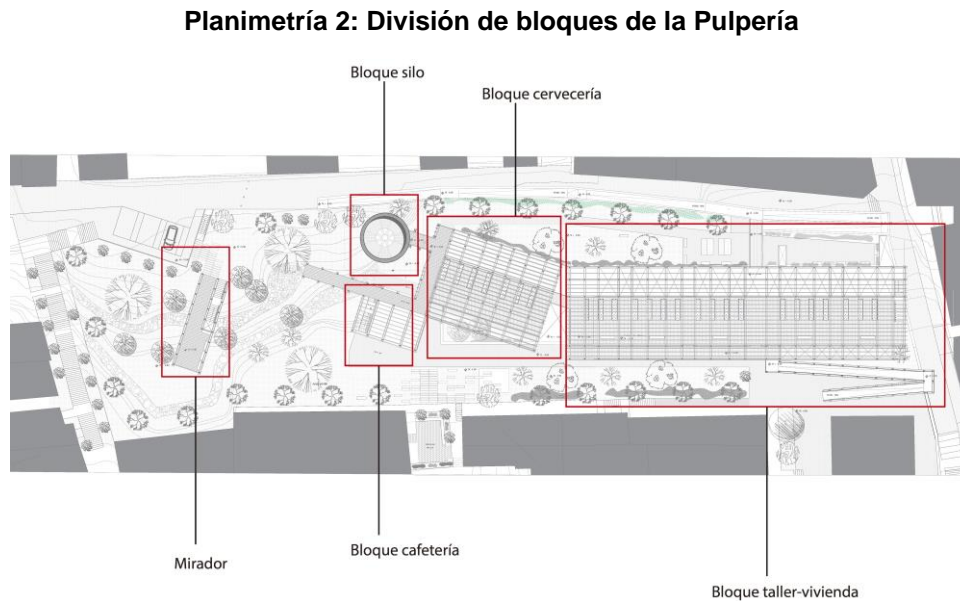 Planimetría 2: División de bloques de la Pulpería
Bloque silo
Bloque cervecería
Mirador
Bloque cafetería
Bloque taller-vivienda